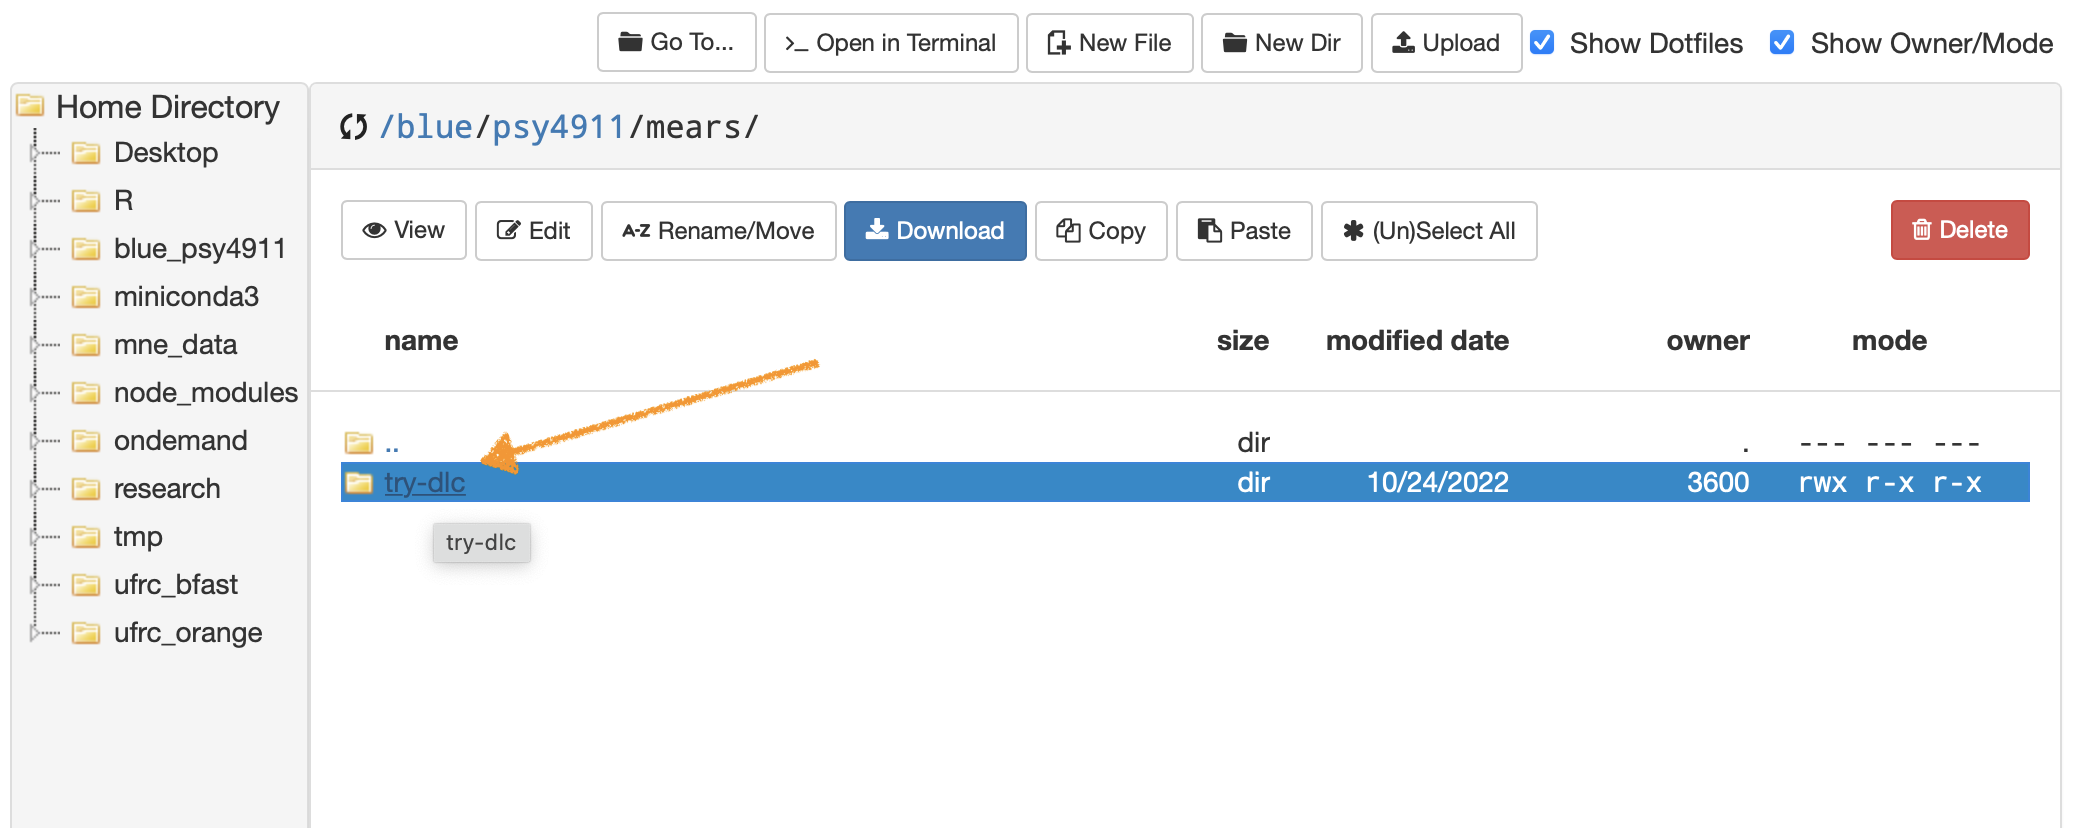 Go To... >_ Open in Terminal New File New Dir Upload Show Dotfiles Show Owner/Mode
Home Directory
Desktop
R
blue_psy4911
miniconda3
mne_data
node_modules
ondemand
research
tmp
ufrc_bfast
ufrc_orange
/blue/psy4911/mears/
View Edit A-Z Rename/Move Download Copy Paste (Un)Select All Delete
name size modified date owner mode
.. dir . --- --- ---
try-dlc dir 10/24/2022 3600 rwx r-x r-x
try-dlc